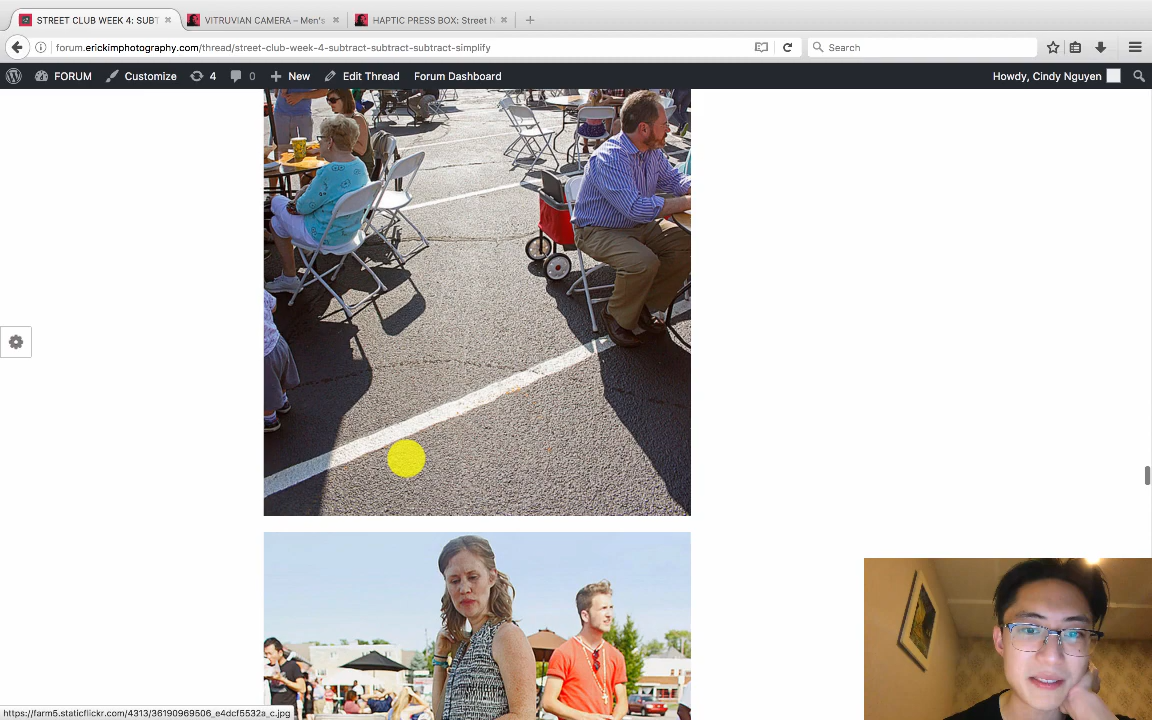 STREET CLUB WEEK 4: SUBT
VITRUVIAN CAMERA – Men's
HAPTIC PRESS BOX: Street N
forum.erickimphotography.com/thread/street-club-week-4-subtract-subtract-subtract-simplify
Search
FORUM
Customize
4
0
New
Edit Thread
Forum Dashboard
Howdy, Cindy Nguyen
https://farm5.staticflickr.com/4313/36190969506_e4dcf5532a_c.jpg